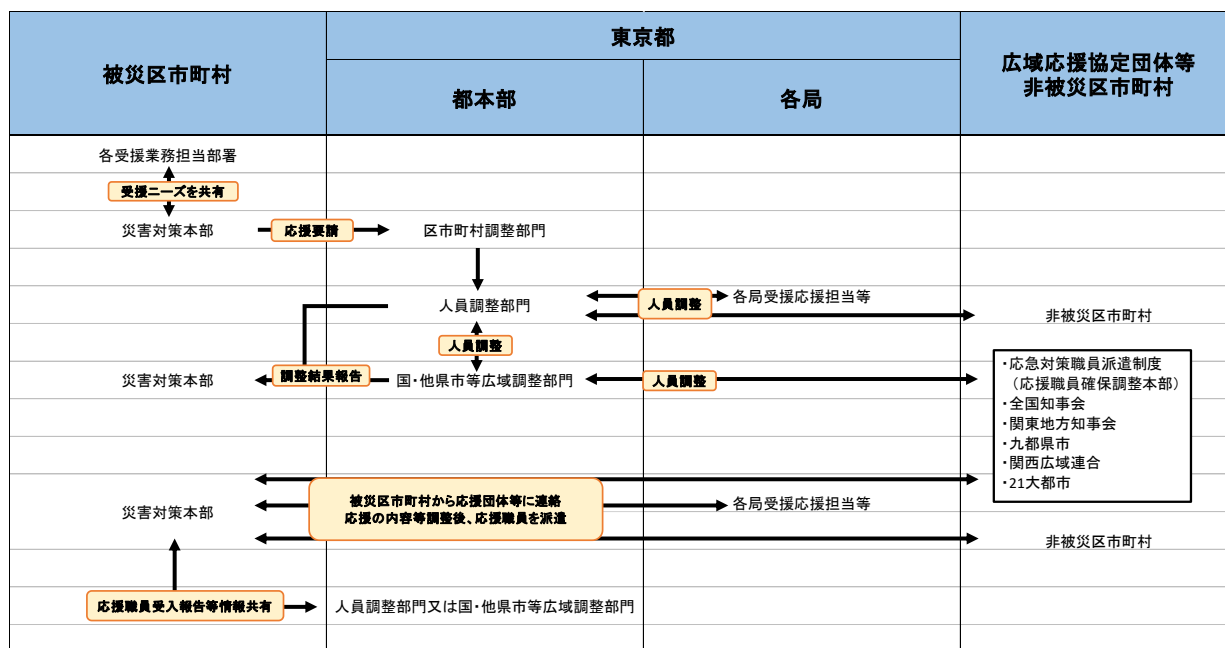 被災区市町村
東京都
都本部
各局
広域応援協定団体等
非被災区市町村
各受援業務担当部署
受援ニーズを共有
災害対策本部
応援要請
区市町村調整部門
人員調整部門
人員調整
各局受援応援担当等
非被災区市町村
人員調整
災害対策本部
調整結果報告
国・他県市等広域調整部門
人員調整
・応急対策職員派遣制度
（応援職員確保調整本部）
・全国知事会
・関東地方知事会
・九都県市
・関西広域連合
・21大都市
災害対策本部
被災区市町村から応援団体等に連絡
応援の内容等調整後、応援職員を派遣
各局受援応援担当等
非被災区市町村
応援職員受入報告等情報共有
人員調整部門又は国・他県市等広域調整部門